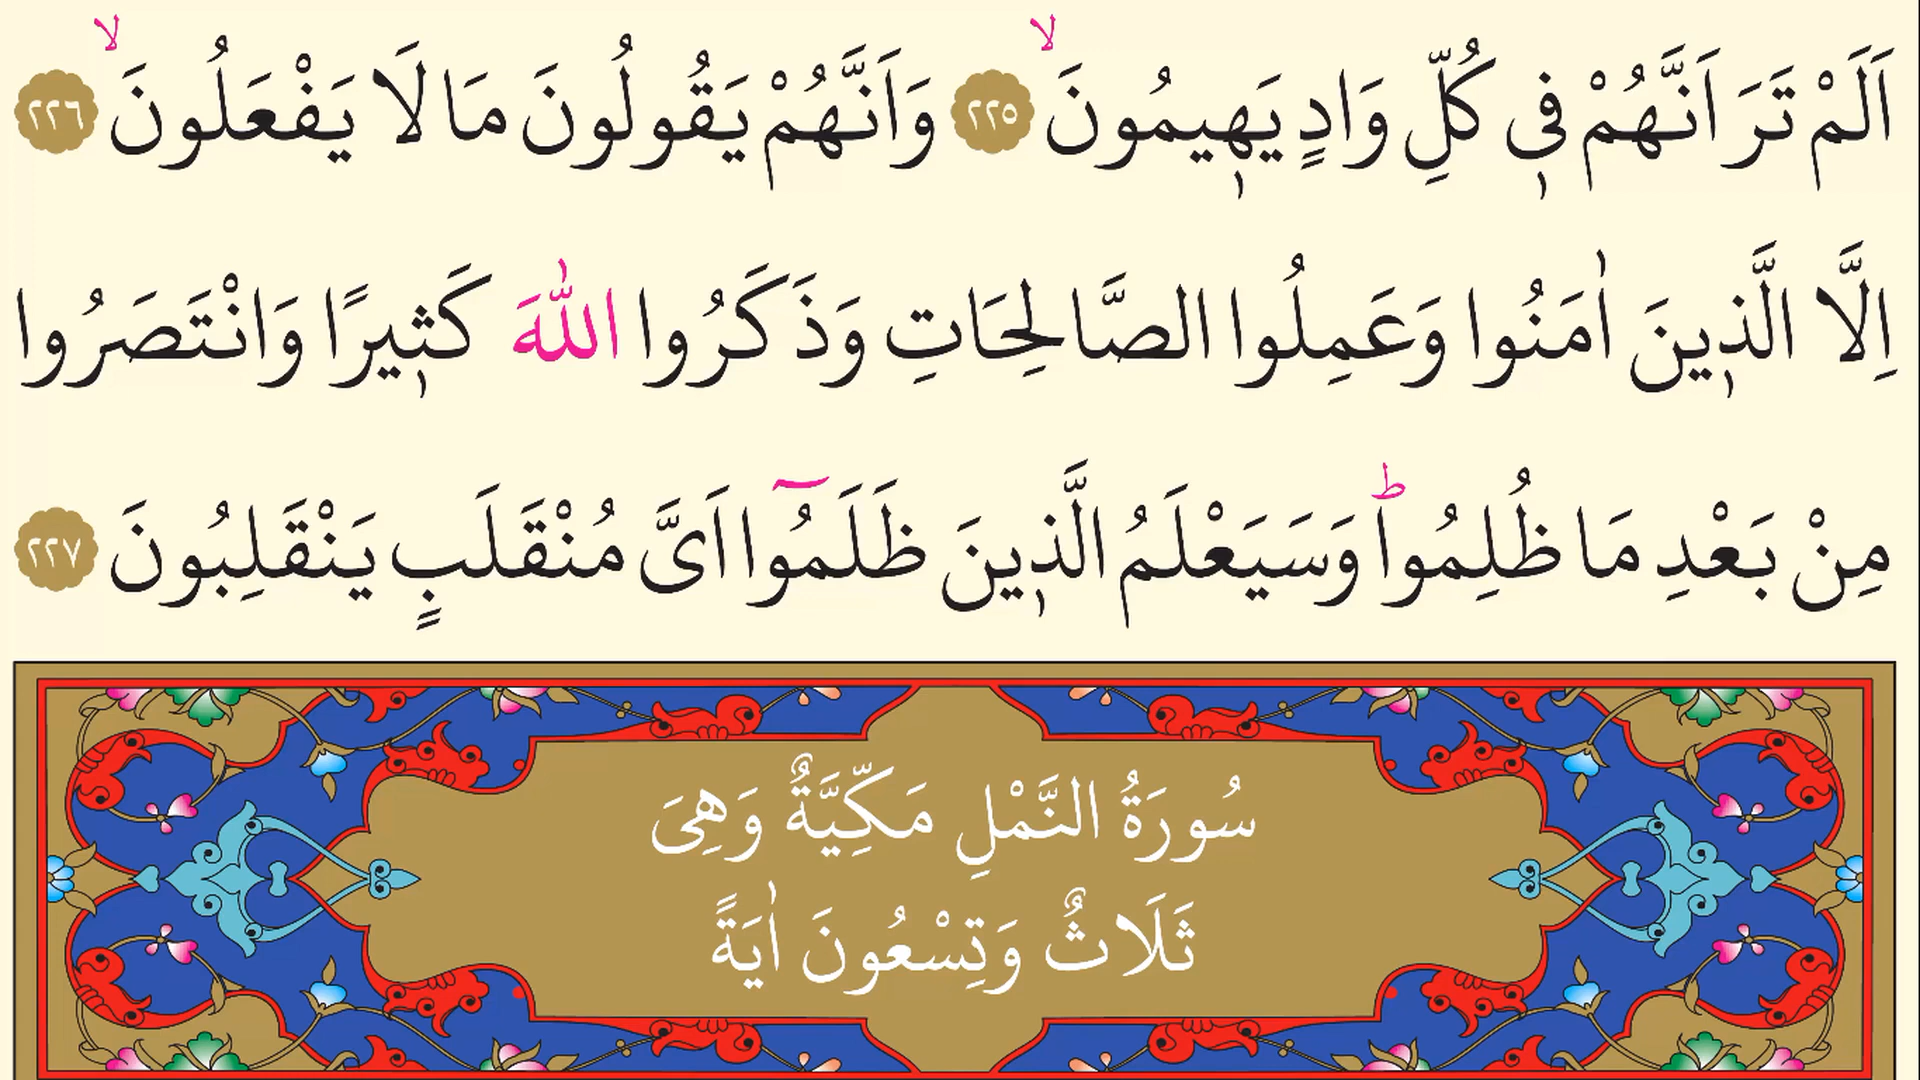 اَلَمْ تَرَ اَنَّهُمْ فٖي كُلِّ وَادٍ يَهٖيمُونَۙ ﴿٢٢٥﴾ وَاَنَّهُمْ يَقُولُونَ مَا لَا يَفْعَلُونَۙ ﴿٢٢٦﴾
اِلَّا الَّذٖينَ اٰمَنُوا وَعَمِلُوا الصَّالِحَاتِ وَذَكَرُوا اللّٰهَ كَثٖيرًا وَانْتَصَرُوا
مِنْ بَعْدِ مَا ظُلِمُواؕ وَسَيَعْلَمُ الَّذٖينَ ظَلَمُٓوا اَىَّ مُنْقَلَبٍ يَنْقَلِبُونَ ﴿٢٢٧﴾
سُورَةُ النَّمْلِ مَكِّيَّةٌ وَهِىَ
ثَلَاثٌ وَتِسْعُونَ اٰيَةً